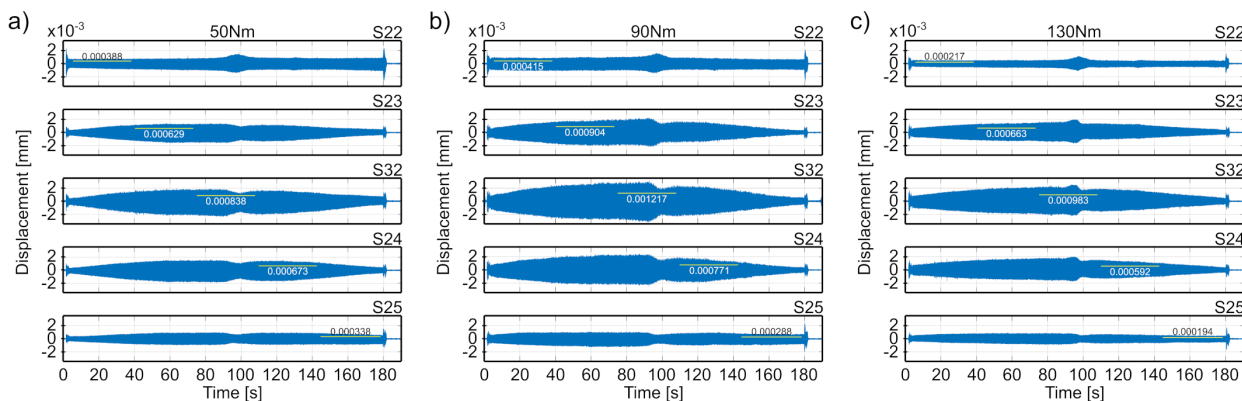 a) 50Nm S22 b) 90Nm S22 c) 130Nm S22
x10⁻³ x10⁻³ x10⁻³
2 0.000388 2 2 0.000217
0 0 0.000415 0
-2 -2 -2
S23 S23 S23
2 2 2
0 0.000629 0 0.000904 0 0.000663
-2 -2 -2
S32 S32 S32
2 2 2
0 0.000838 0 0.001217 0 0.000983
-2 -2 -2
S24 S24 S24
2 2 2
0 0.000673 0 0.000771 0 0.000592
-2 -2 -2
S25 S25 S25
2 0.000338 2 0.000288 2 0.000194
0 0 0
-2 -2 -2
Displacement [mm] Displacement [mm] Displacement [mm]
0 20 40 60 80 100 120 140 160 180 0 20 40 60 80 100 120 140 160 180 0 20 40 60 80 100 120 140 160 180
Time [s] Time [s] Time [s]